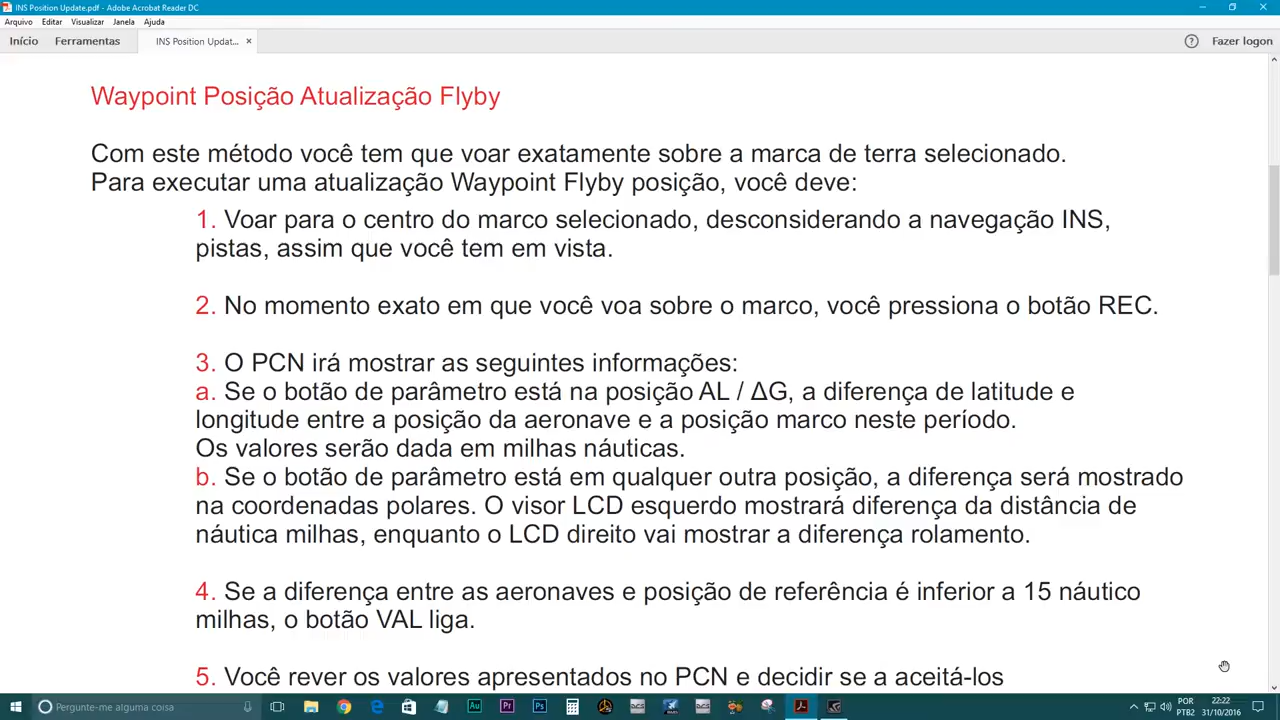 INS Position Update.pdf - Adobe Acrobat Reader DC
Arquivo Editar Visualizar Janela Ajuda
Início Ferramentas INS Position Updat... × ? Fazer logon
Waypoint Posição Atualização Flyby
Com este método você tem que voar exatamente sobre a marca de terra selecionado.
Para executar uma atualização Waypoint Flyby posição, você deve:
1. Voar para o centro do marco selecionado, desconsiderando a navegação INS,
pistas, assim que você tem em vista.
2. No momento exato em que você voa sobre o marco, você pressiona o botão REC.
3. O PCN irá mostrar as seguintes informações:
a. Se o botão de parâmetro está na posição AL / ΔG, a diferença de latitude e
longitude entre a posição da aeronave e a posição marco neste período.
Os valores serão dada em milhas náuticas.
b. Se o botão de parâmetro está em qualquer outra posição, a diferença será mostrado
na coordenadas polares. O visor LCD esquerdo mostrará diferença da distância de
náutica milhas, enquanto o LCD direito vai mostrar a diferença rolamento.
4. Se a diferença entre as aeronaves e posição de referência é inferior a 15 náutico
milhas, o botão VAL liga.
5. Você rever os valores apresentados no PCN e decidir se a aceitá-los
Pergunte-me alguma coisa
Au Pr Ps
POR 22:22
PTB2 31/10/2016